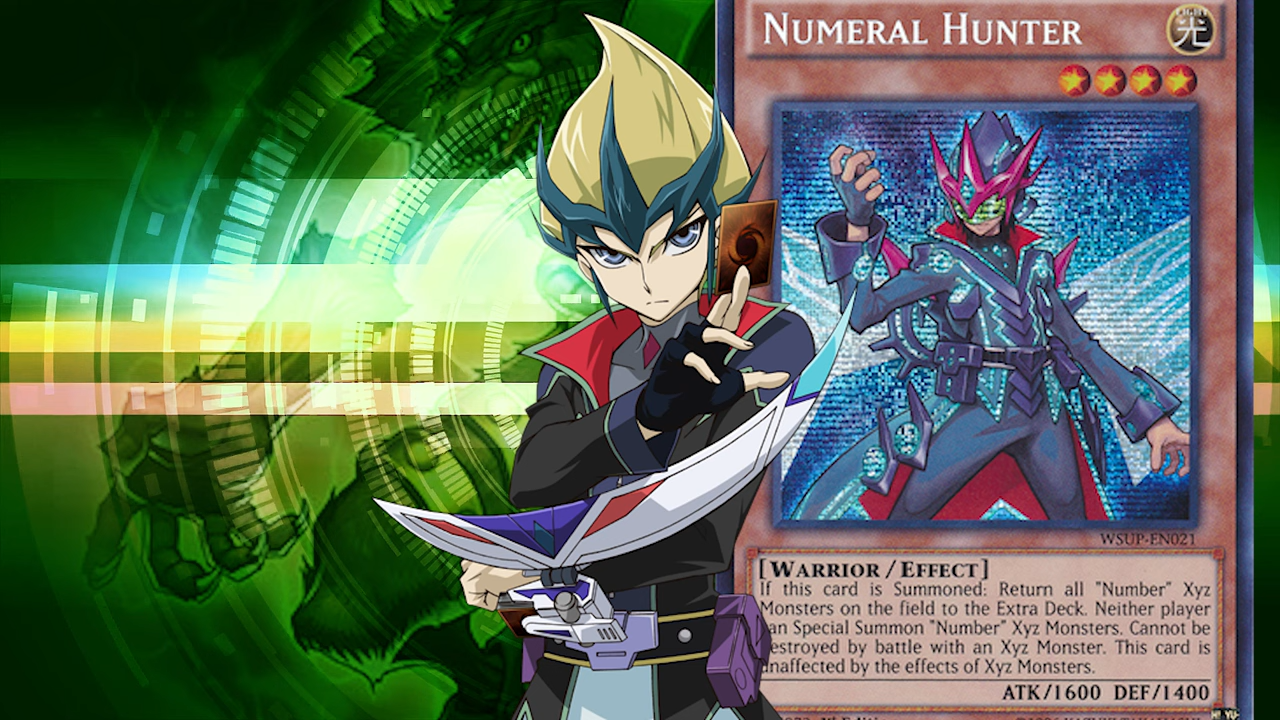 NUMERAL HUNTER
LIGHT
光
WSUP-EN021
[WARRIOR/EFFECT]
If this card is Summoned: Return all "Number" Xyz
Monsters on the field to the Extra Deck. Neither player
an Special Summon "Number" Xyz Monsters. Cannot be
estroyed by battle with an Xyz Monster. This card is
unaffected by the effects of Xyz Monsters.
ATK/1600 DEF/1400